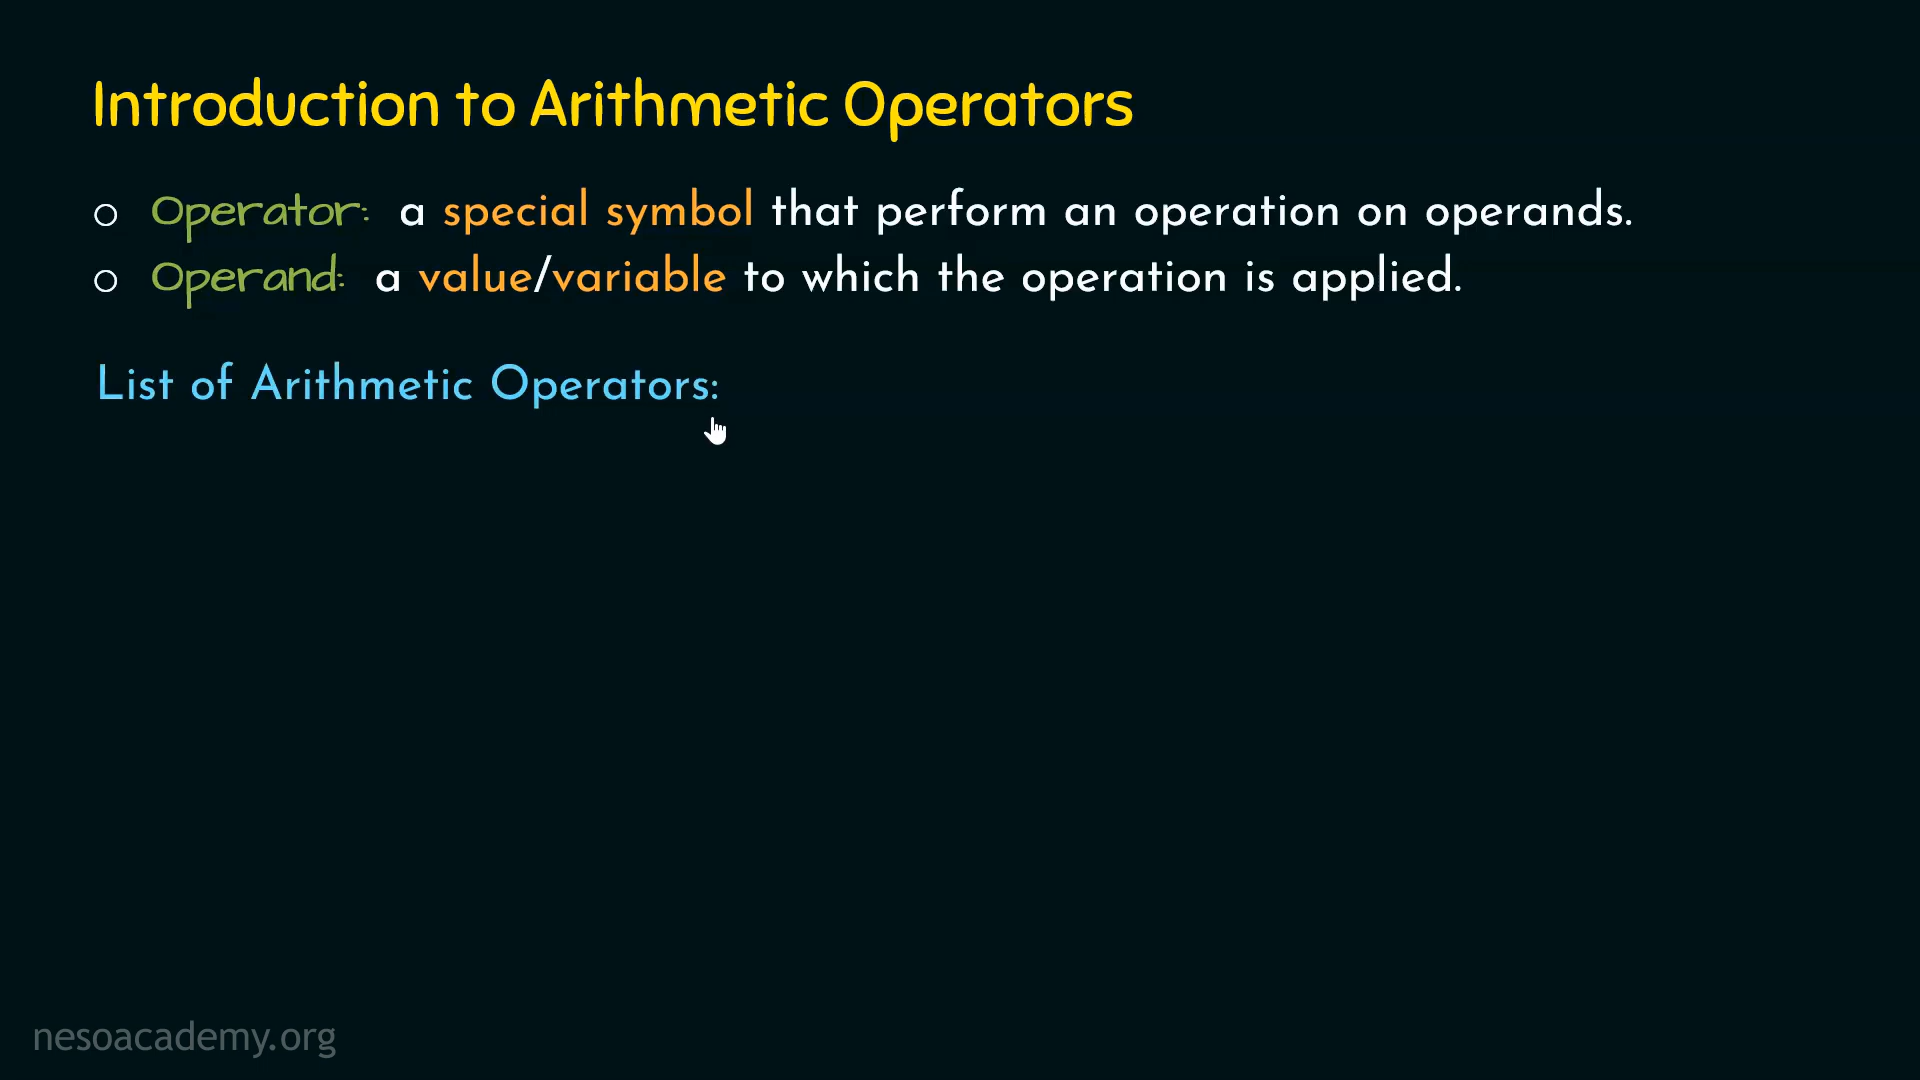 Introduction to Arithmetic Operators
Operator: a special symbol that perform an operation on operands.
Operand: a value/variable to which the operation is applied.
List of Arithmetic Operators:
nesoacademy.org